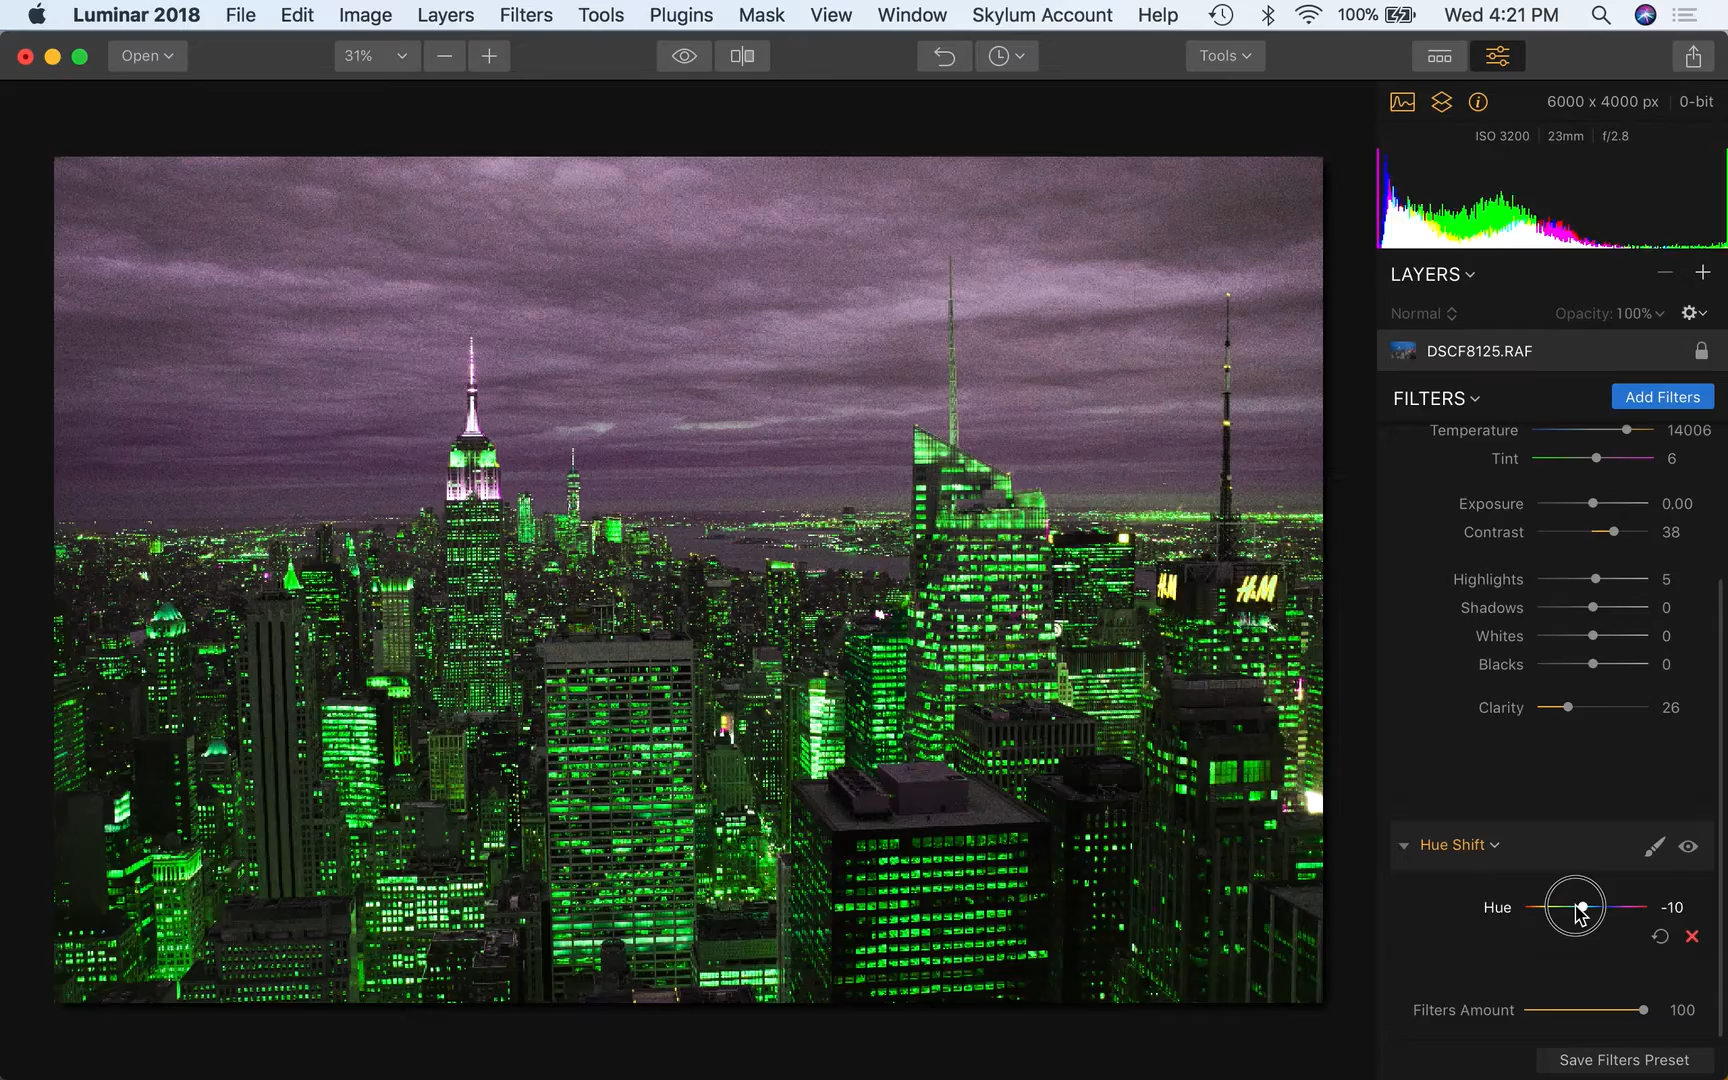 Luminar 2018 File Edit Image Layers Filters Tools Plugins Mask View Window Skylum Account Help 100% Wed 4:21 PM
Open 31% Tools
6000 x 4000 px 0-bit
ISO 3200 23mm f/2.8
LAYERS
Normal Opacity: 100%
DSCF8125.RAF
FILTERS Add Filters
Temperature 14006
Tint 6
Exposure 0.00
Contrast 38
Highlights 5
Shadows 0
Whites 0
Blacks 0
Clarity 26
Hue Shift
Hue -10
Filters Amount 100
Save Filters Preset
H&M